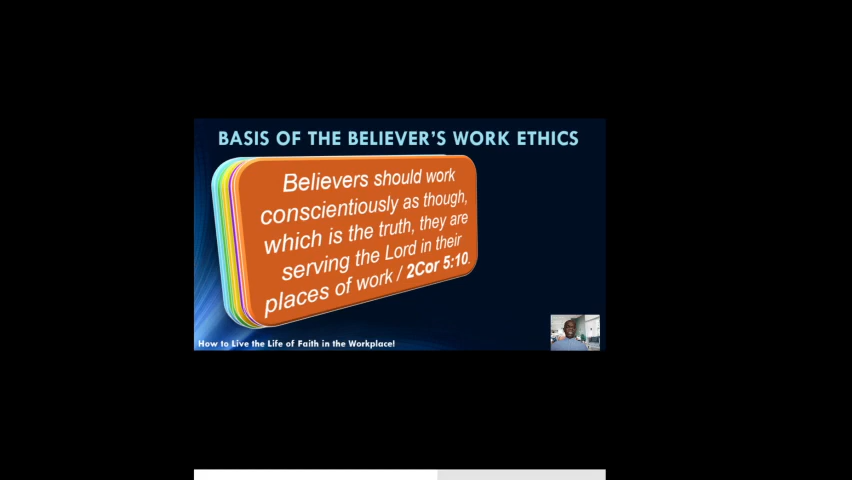 BASIS OF THE BELIEVER'S WORK ETHICS
Believers should work
conscientiously as though,
which is the truth, they are
serving the Lord in their
places of work / 2Cor 5:10.
How to Live the Life of Faith in the Workplace!